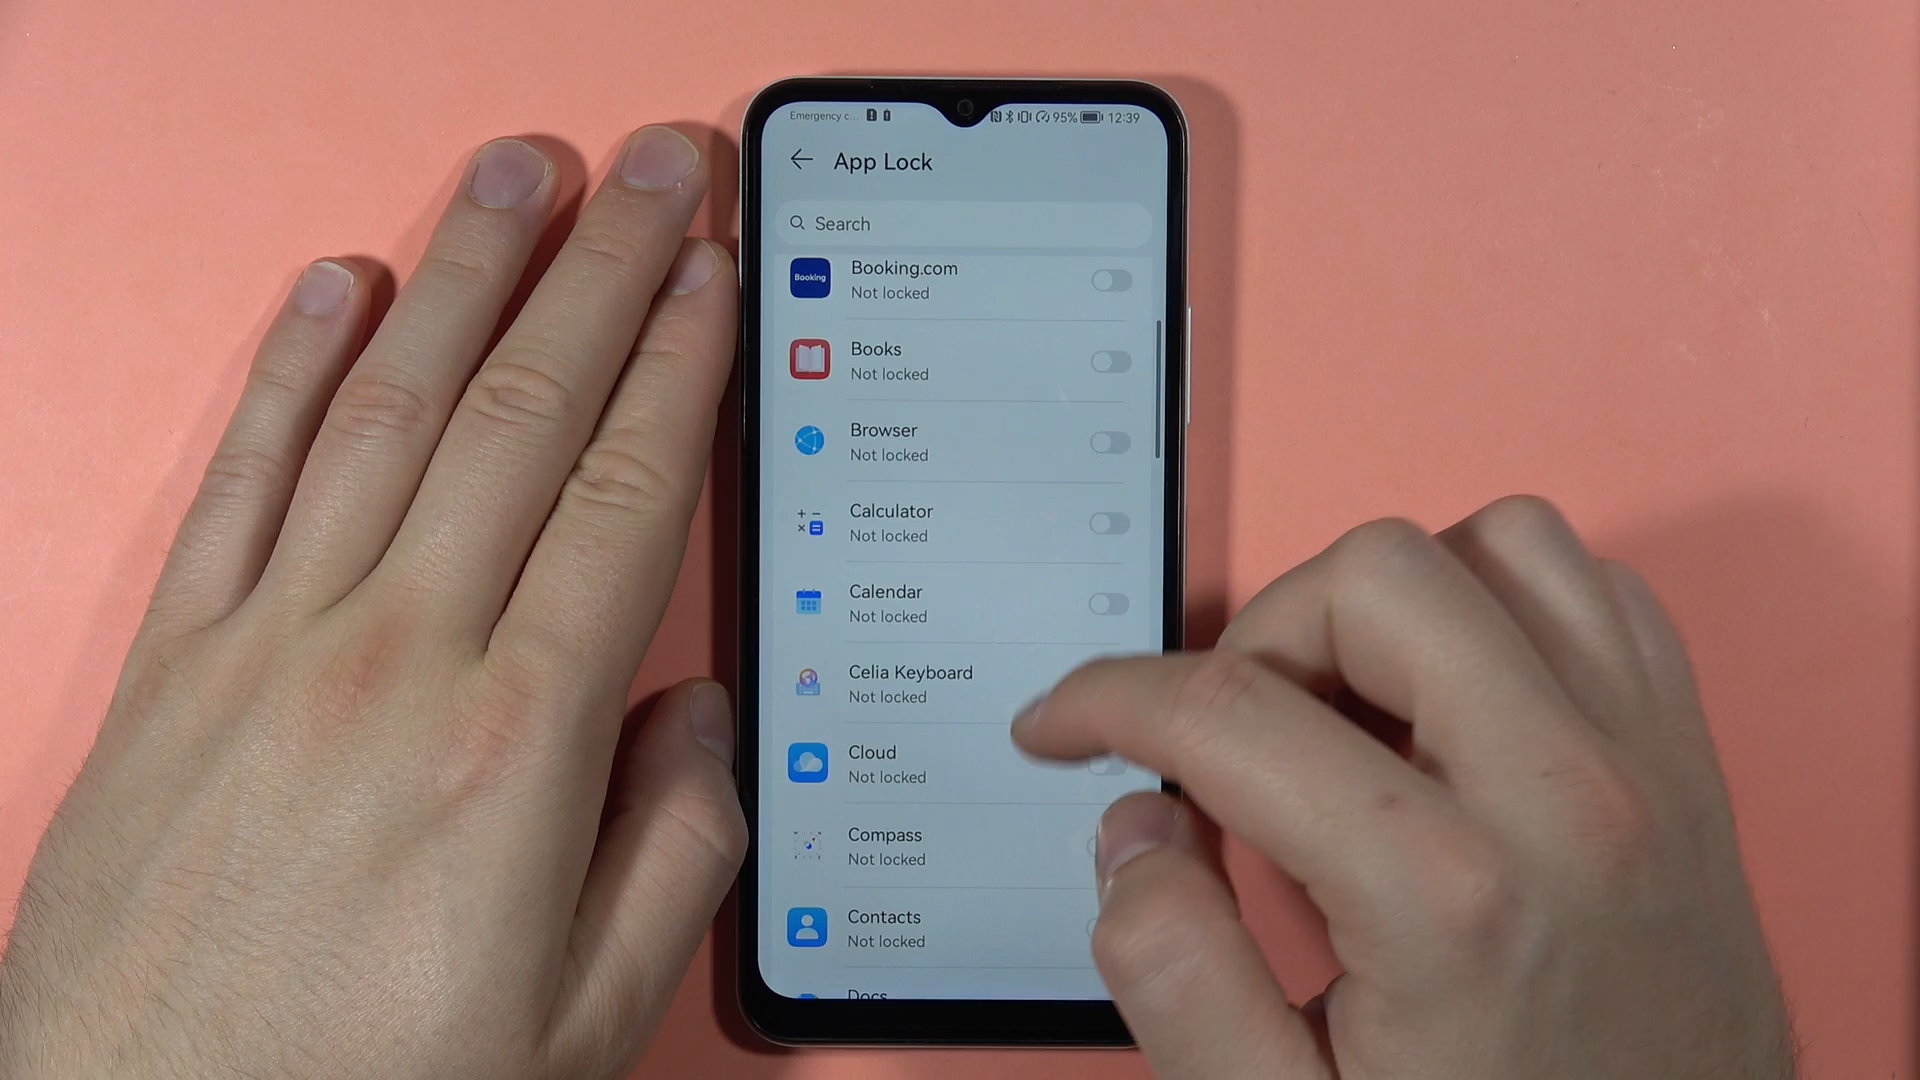 Emergency c... 95% 12:39
App Lock
Search
Booking
Booking.com
Not locked
Books
Not locked
Browser
Not locked
Calculator
Not locked
Calendar
Not locked
Celia Keyboard
Not locked
Cloud
Not locked
Compass
Not locked
Contacts
Not locked
Docs